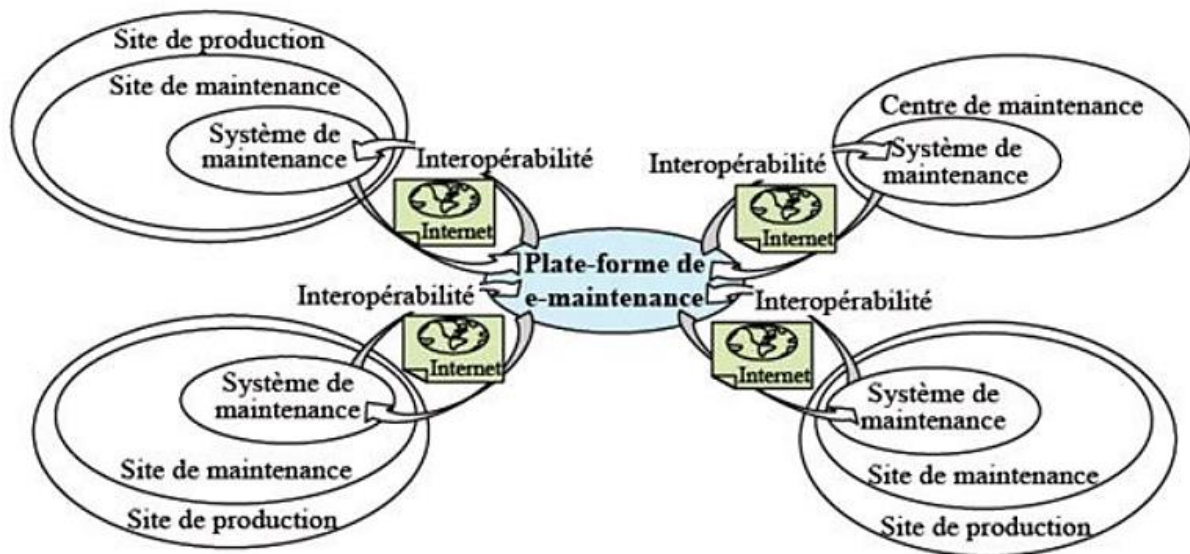 Site de production
Site de maintenance
Système de
maintenance
Interopérabilité
Internet
Centre de maintenance
Système de
maintenance
Interopérabilité
Internet
Plate-forme de
e-maintenance
Interopérabilité
Internet
Système de
maintenance
Site de maintenance
Site de production
Interopérabilité
Internet
Système de
maintenance
Site de maintenance
Site de production